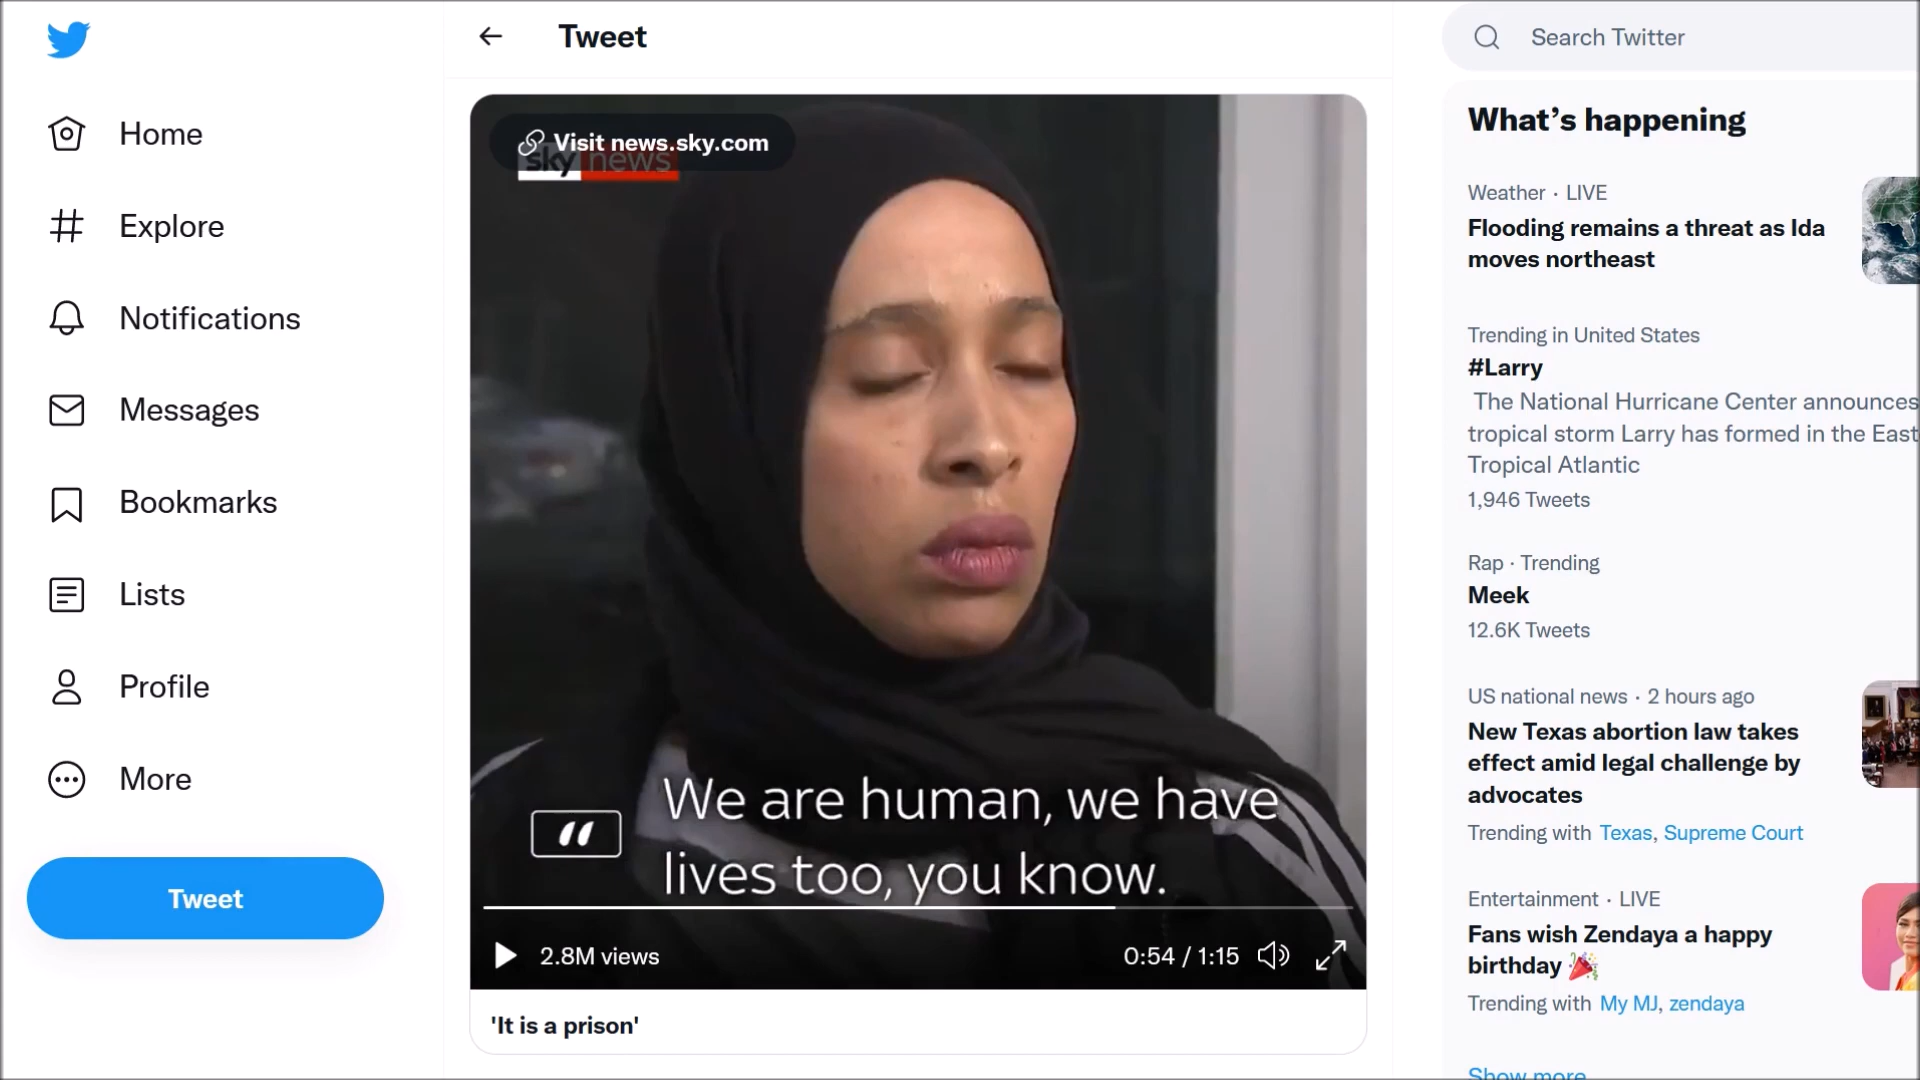 Home
Explore
Notifications
Messages
Bookmarks
Lists
Profile
More
Tweet
Tweet
Visit news.sky.com
sky news
We are human, we have
lives too, you know.
2.8M views
0:54 / 1:15
'It is a prison'
Search Twitter
What’s happening
Weather · LIVE
Flooding remains a threat as Ida
moves northeast
Trending in United States
#Larry
The National Hurricane Center announces
tropical storm Larry has formed in the East
Tropical Atlantic
1,946 Tweets
Rap · Trending
Meek
12.6K Tweets
US national news · 2 hours ago
New Texas abortion law takes
effect amid legal challenge by
advocates
Trending with Texas, Supreme Court
Entertainment · LIVE
Fans wish Zendaya a happy
birthday 🎉
Trending with My MJ, zendaya
Show more